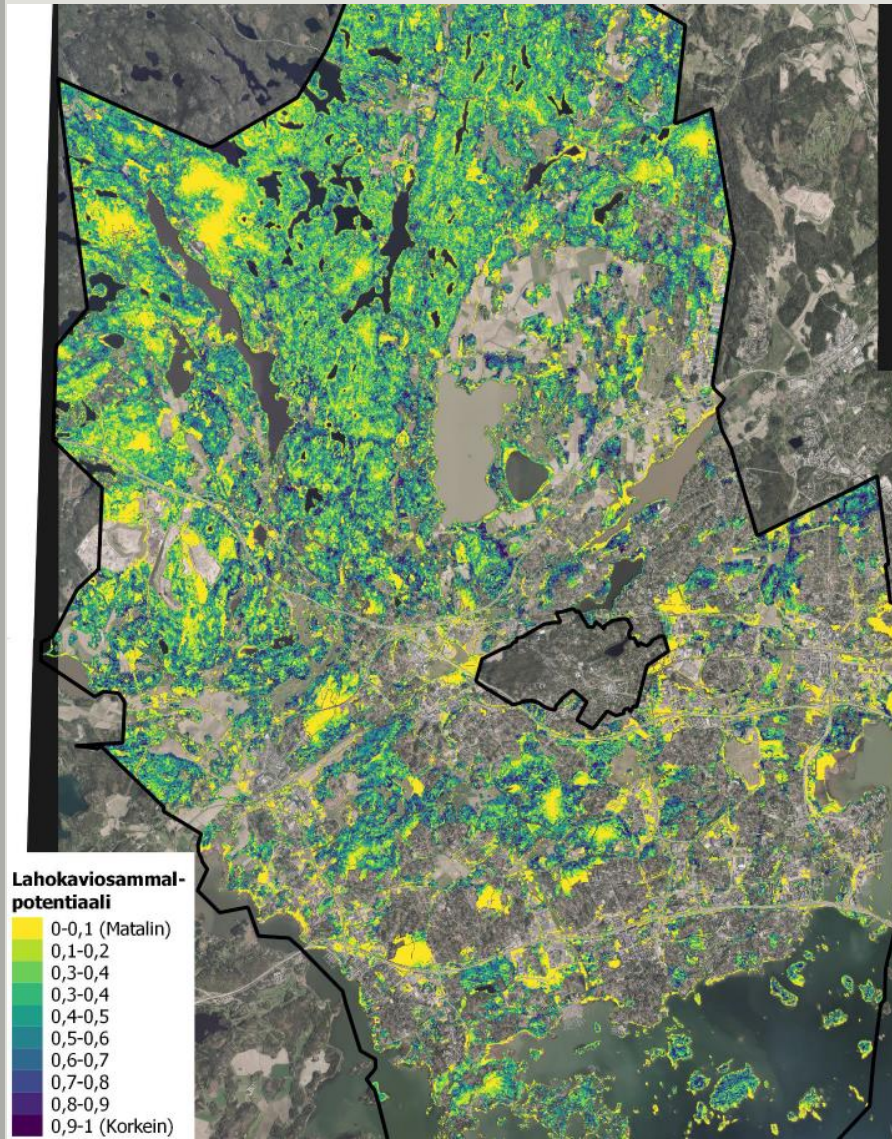 Lahokaviosammal-
potentiaali
0-0,1 (Matalin)
0,1-0,2
0,3-0,4
0,3-0,4
0,4-0,5
0,5-0,6
0,6-0,7
0,7-0,8
0,8-0,9
0,9-1 (Korkein)